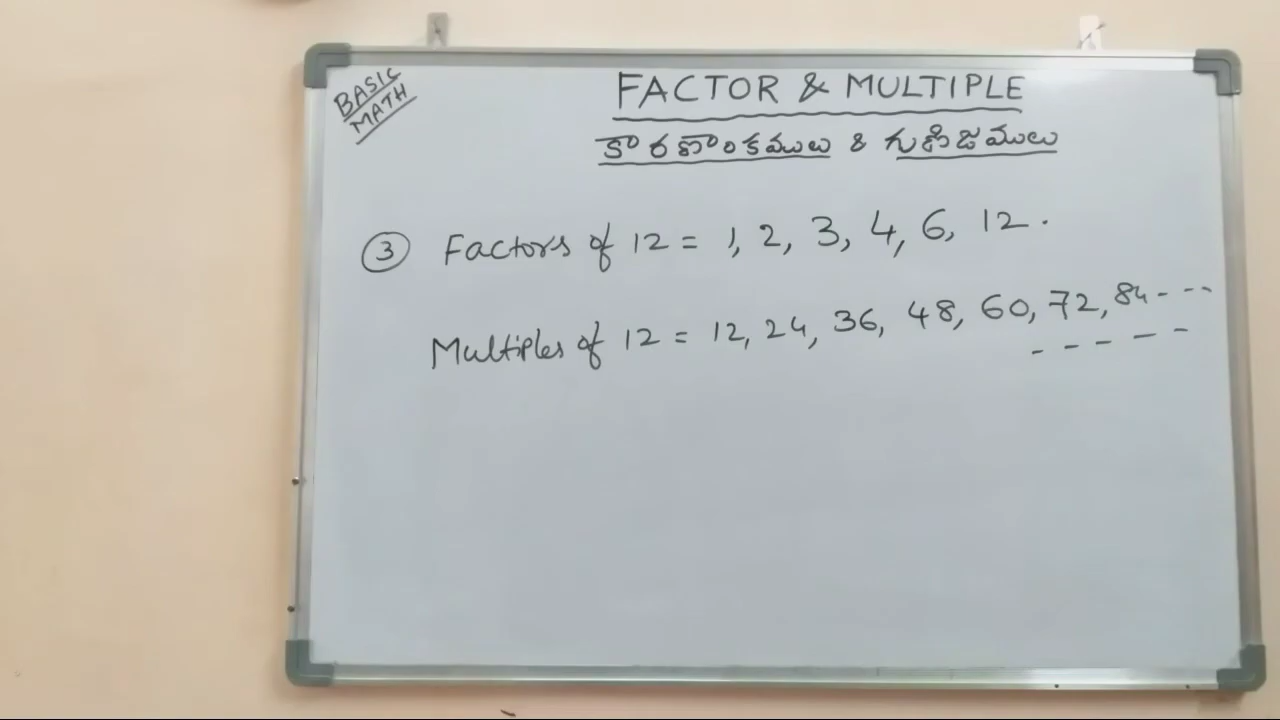 BASIC
MATH
FACTOR & MULTIPLE
కారణాంకములు & గుణిజములు
③ Factors of 12 = 1, 2, 3, 4, 6, 12.
Multiples of 12 = 12, 24, 36, 48, 60, 72, 84 - - -
- - - - -